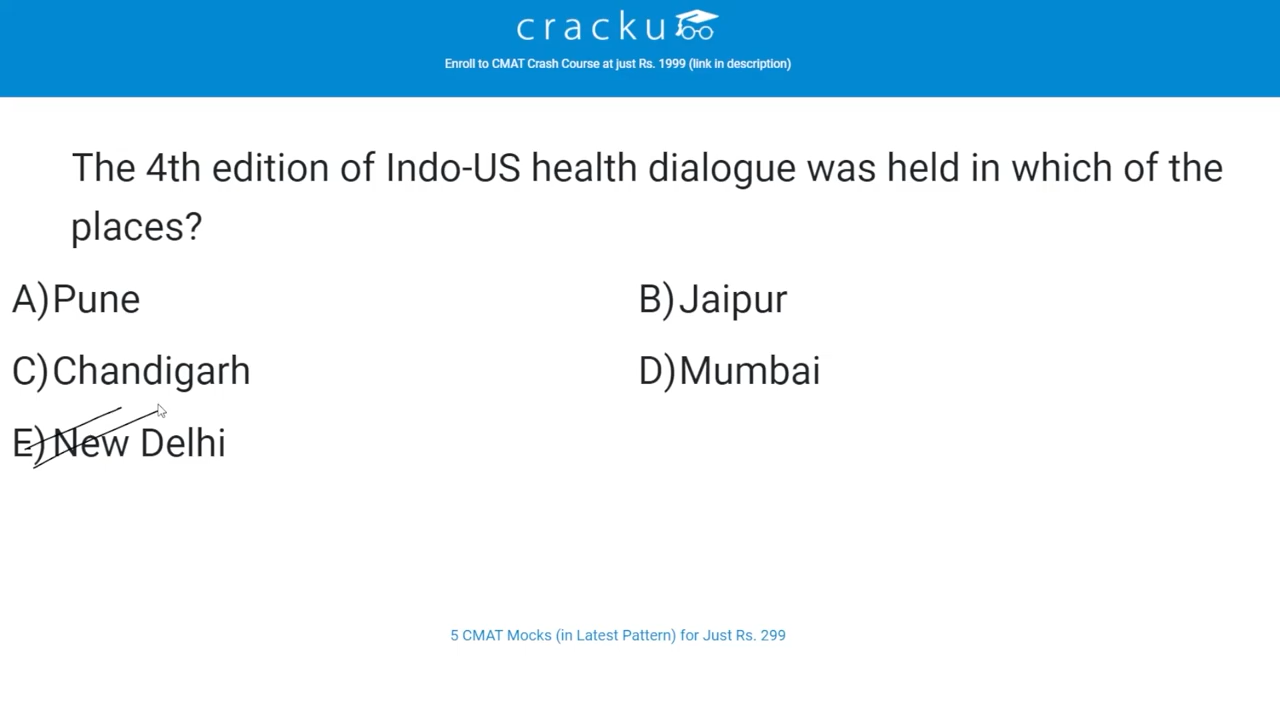 cracku
Enroll to CMAT Crash Course at just Rs. 1999 (link in description)
The 4th edition of Indo-US health dialogue was held in which of the
places?
A)Pune
B)Jaipur
C)Chandigarh
D)Mumbai
E)New Delhi
5 CMAT Mocks (in Latest Pattern) for Just Rs. 299